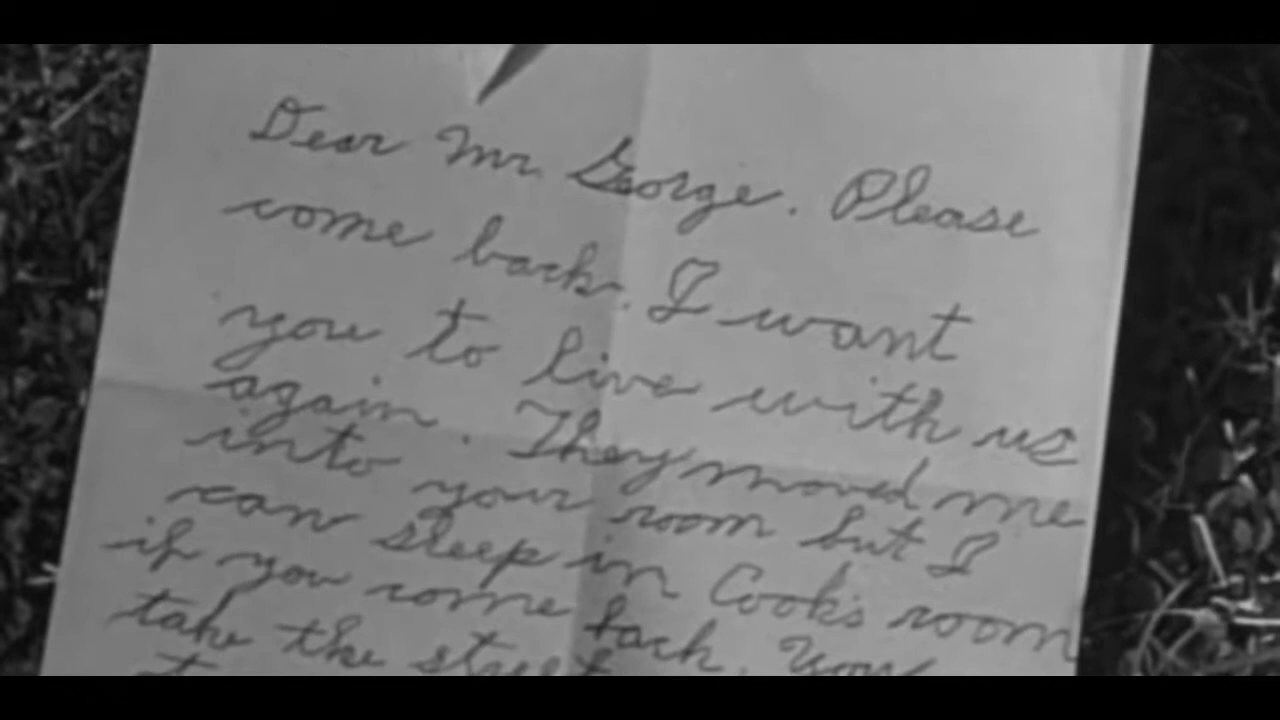 Dear Mr. George. Please
come back. I want
you to live with us
again. They moved me
into your room but I
can sleep in Cook's room
if you come back. You
take the street